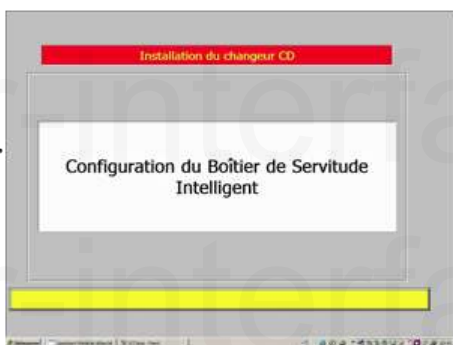 Installation du changeur CD
Configuration du Boîtier de Servitude
Intelligent